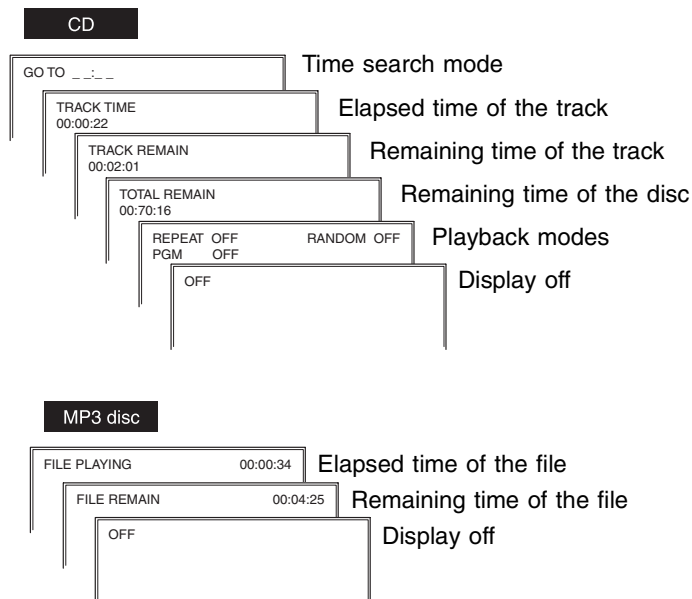 CD
GO TO _ _:_ _ Time search mode
TRACK TIME Elapsed time of the track
00:00:22
TRACK REMAIN Remaining time of the track
00:02:01
TOTAL REMAIN Remaining time of the disc
00:70:16
REPEAT OFF RANDOM OFF Playback modes
PGM OFF
OFF Display off
MP3 disc
FILE PLAYING 00:00:34 Elapsed time of the file
FILE REMAIN 00:04:25 Remaining time of the file
OFF Display off